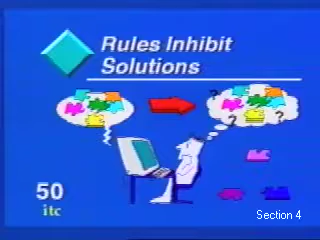 Rules Inhibit
Solutions
? ? ?
50
itc
Section 4